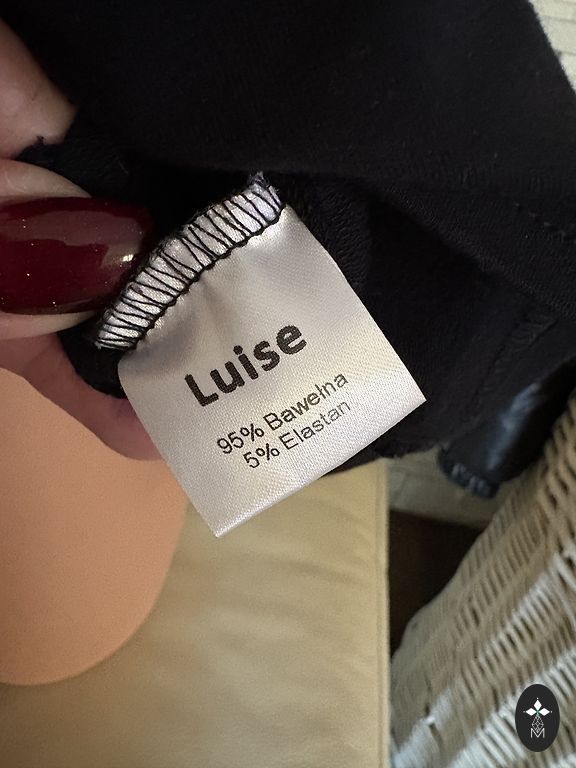 Luise
95% Bawełna
5% Elastan
M